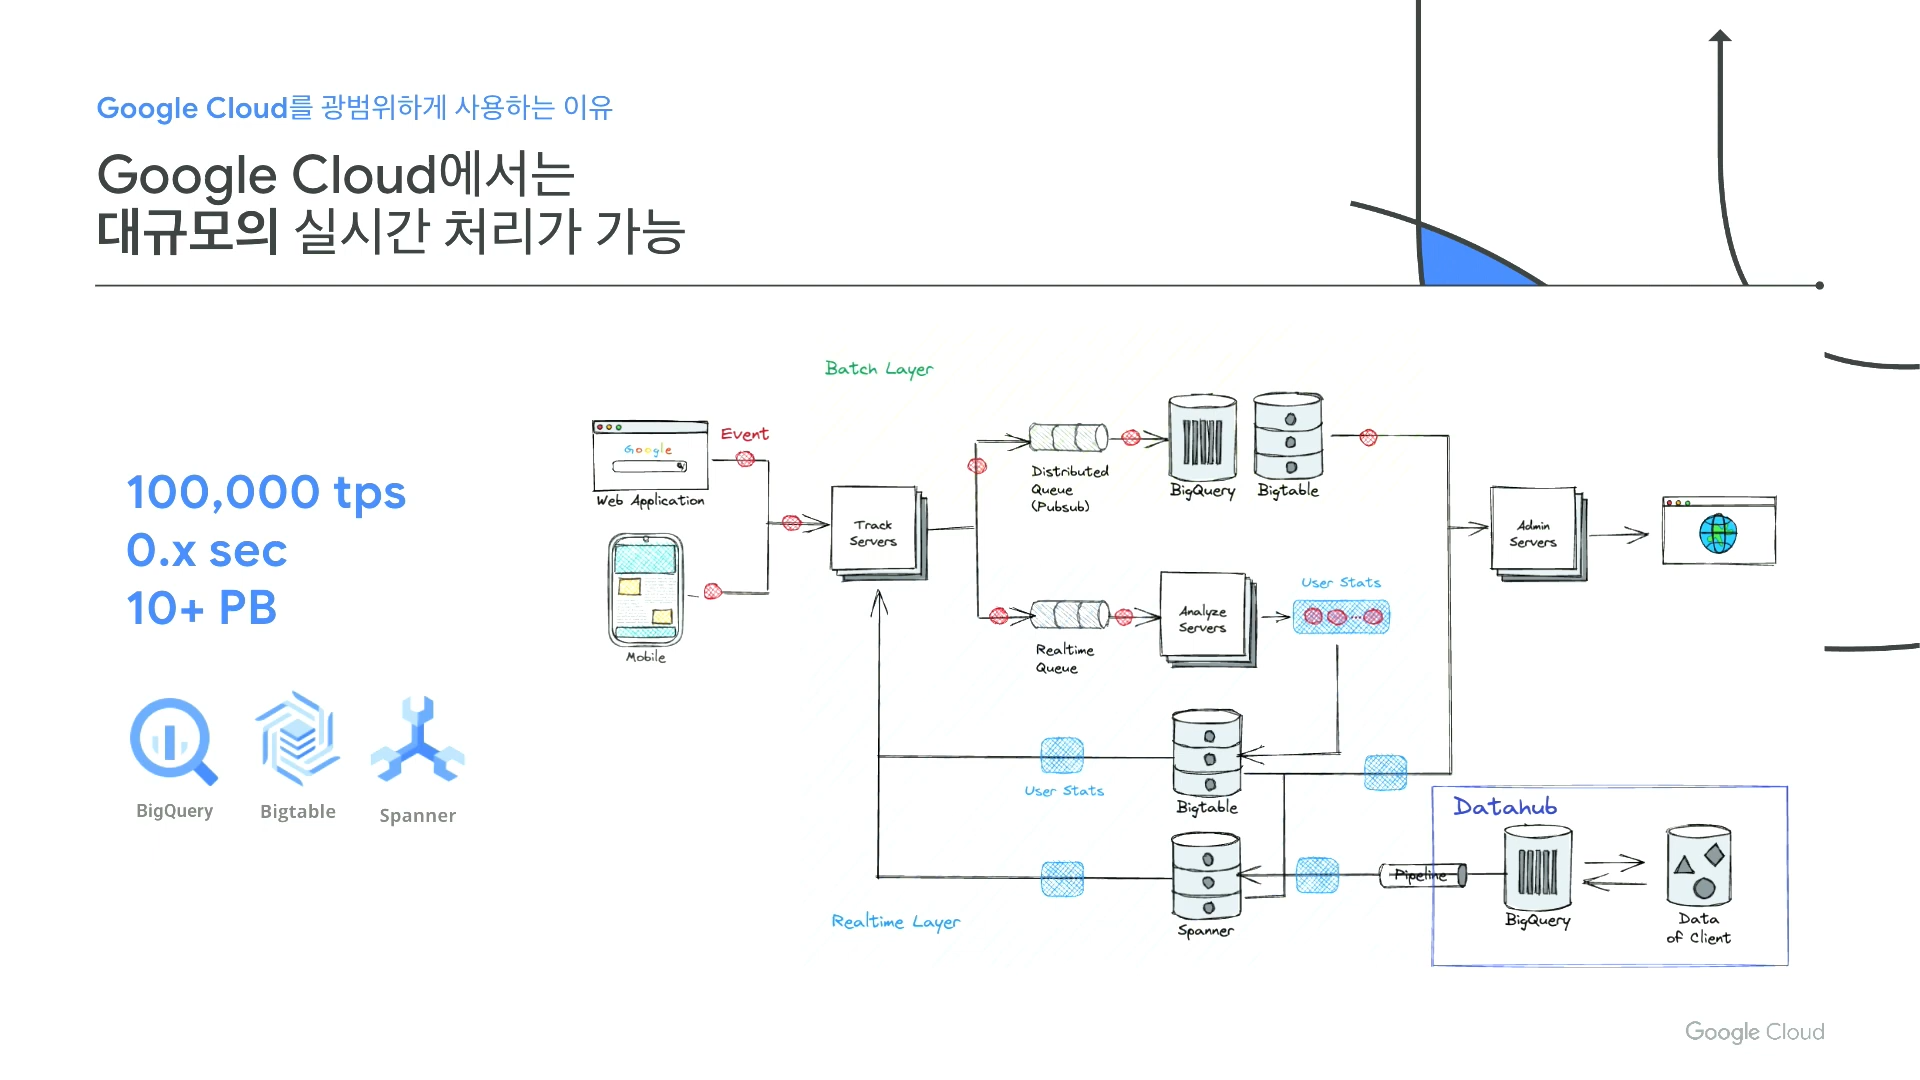 Google Cloud를 광범위하게 사용하는 이유
Google Cloud에서는
대규모의 실시간 처리가 가능
100,000 tps
0.x sec
10+ PB
BigQuery
Bigtable
Spanner
Batch Layer
Google
Web Application
Event
Mobile
Track
Servers
Distributed
Queue
(Pubsub)
BigQuery
Bigtable
Realtime
Queue
Analyze
Servers
User Stats
Admin
Servers
User Stats
Bigtable
Spanner
Realtime Layer
Datahub
Pipeline
BigQuery
Data
of Client
Google Cloud